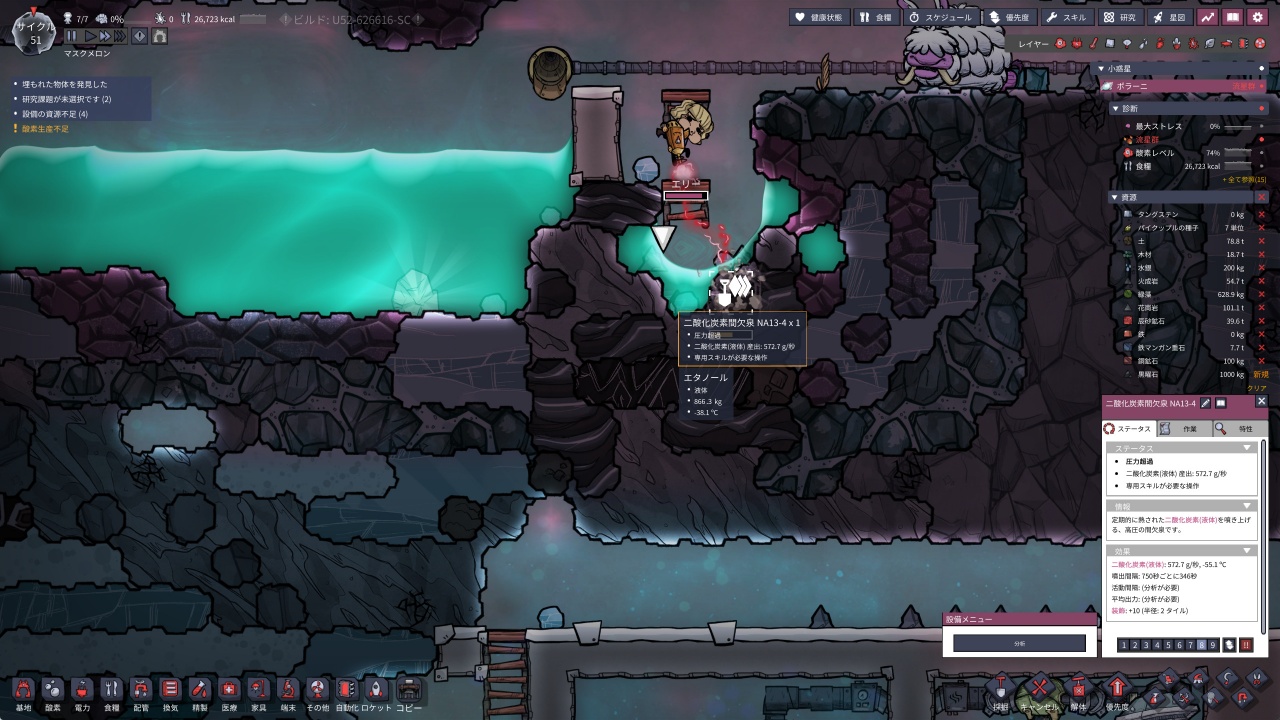 サイクル
51
7/7
0%
0
26,723 kcal
ビルド: U52-626616-SC
マスクメロン
健康状態
食糧
スケジュール
優先度
スキル
研究
星図
レイヤー
埋もれた物体を発見した
研究課題が未選択です (2)
設備の資源不足 (4)
酸素生産不足
小惑星
ボラーニ
流星群
診断
最大ストレス 0%
流星群
酸素レベル 74%
食糧 26,723 kcal
+ 全て参照(15)
資源
タングステン 0 kg
パイクップルの種子 7 単位
土 78.8 t
木材 18.7 t
水銀 200 kg
火成岩 54.7 t
緑藻 628.9 kg
花崗岩 101.1 t
辰砂鉱石 39.6 t
鉄 0 kg
鉄マンガン重石 7.7 t
銅鉱石 100 kg
黒曜石 1000 kg 新規
クリア
エリー
二酸化炭素間欠泉 NA13-4 x 1
圧力超過
二酸化炭素(液体) 産出: 572.7 g/秒
専用スキルが必要な操作
エタノール
液体
866.3 kg
-38.1 ℃
二酸化炭素間欠泉 NA13-4
ステータス
作業
特性
ステータス
圧力超過
二酸化炭素(液体) 産出: 572.7 g/秒
専用スキルが必要な操作
情報
定期的に熱された二酸化炭素(液体)を噴き上げ
る、高圧の間欠泉です。
効果
二酸化炭素(液体): 572.7 g/秒, -55.1 ℃
噴出間隔: 750秒ごとに346秒
活動間隔: (分析が必要)
平均出力: (分析が必要)
装飾: +10 (半径: 2 タイル)
設備メニュー
分析
1 2 3 4 5 6 7 8 9 !!
基地
酸素
電力
食糧
配管
換気
精製
医療
家具
端末
その他
自動化
ロケット
コピー
採掘
キャンセル
解体
優先度